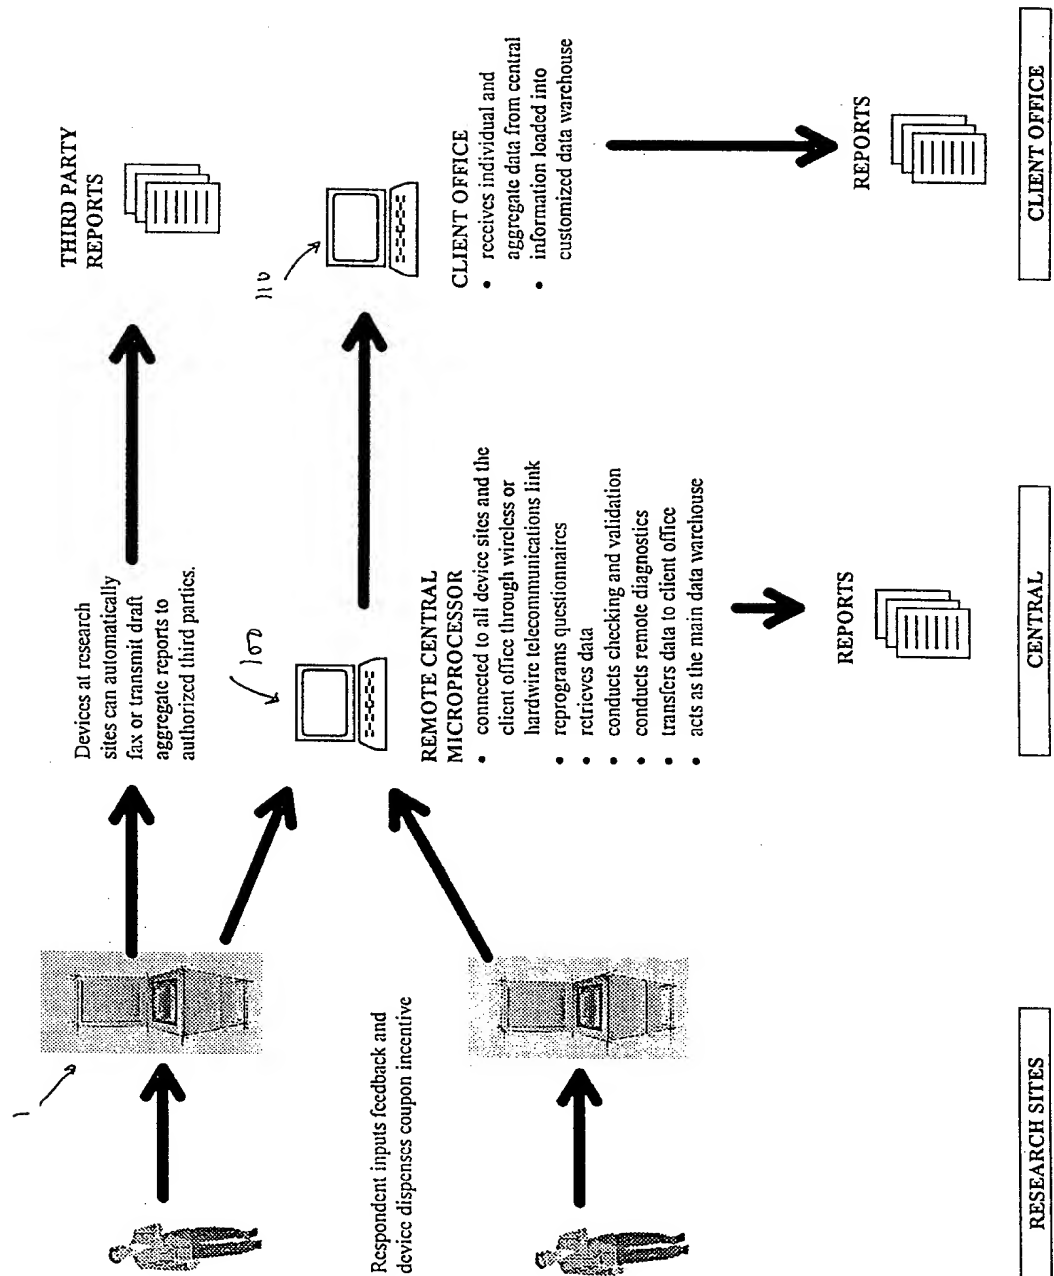 1
Respondent inputs feedback and
device dispenses coupon incentive
Devices at research
sites can automatically
fax or transmit draft
aggregate reports to
authorized third parties.
THIRD PARTY
REPORTS
100
REMOTE CENTRAL
MICROPROCESSOR
• connected to all device sites and the
client office through wireless or
hardwire telecommunications link
• reprograms questionnaires
• retrieves data
• conducts checking and validation
• conducts remote diagnostics
• transfers data to client office
• acts as the main data warehouse
110
CLIENT OFFICE
• receives individual and
aggregate data from central
• information loaded into
customized data warehouse
REPORTS
REPORTS
RESEARCH SITES
CENTRAL
CLIENT OFFICE